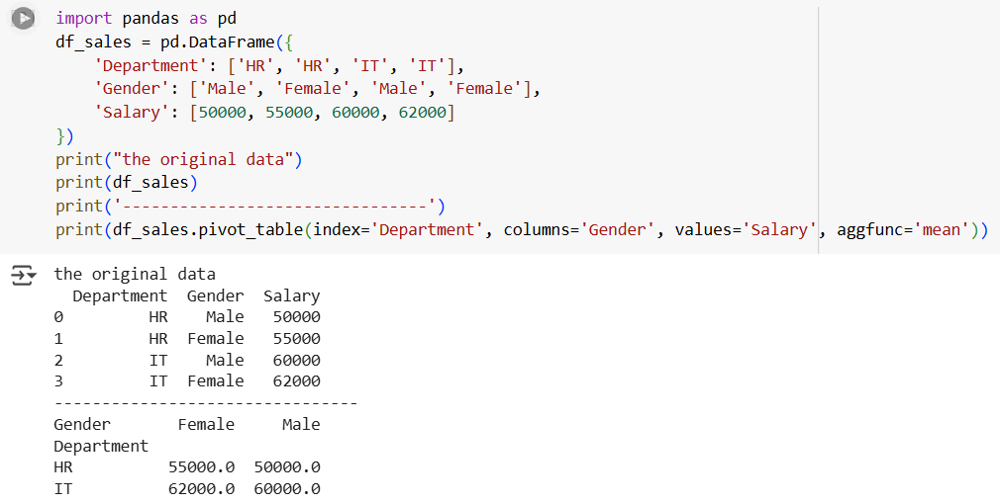 import pandas as pd
df_sales = pd.DataFrame({
    'Department': ['HR', 'HR', 'IT', 'IT'],
    'Gender': ['Male', 'Female', 'Male', 'Female'],
    'Salary': [50000, 55000, 60000, 62000]
})
print("the original data")
print(df_sales)
print('--------------------------------')
print(df_sales.pivot_table(index='Department', columns='Gender', values='Salary', aggfunc='mean'))
the original data
  Department  Gender  Salary
0         HR    Male   50000
1         HR  Female   55000
2         IT    Male   60000
3         IT  Female   62000
--------------------------------
Gender       Female     Male
Department
HR          55000.0  50000.0
IT          62000.0  60000.0